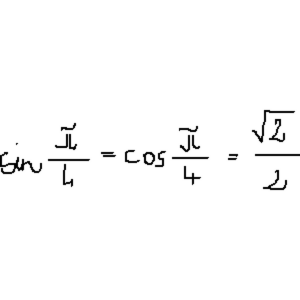 sin π/4 = cos π/4 = √2/2